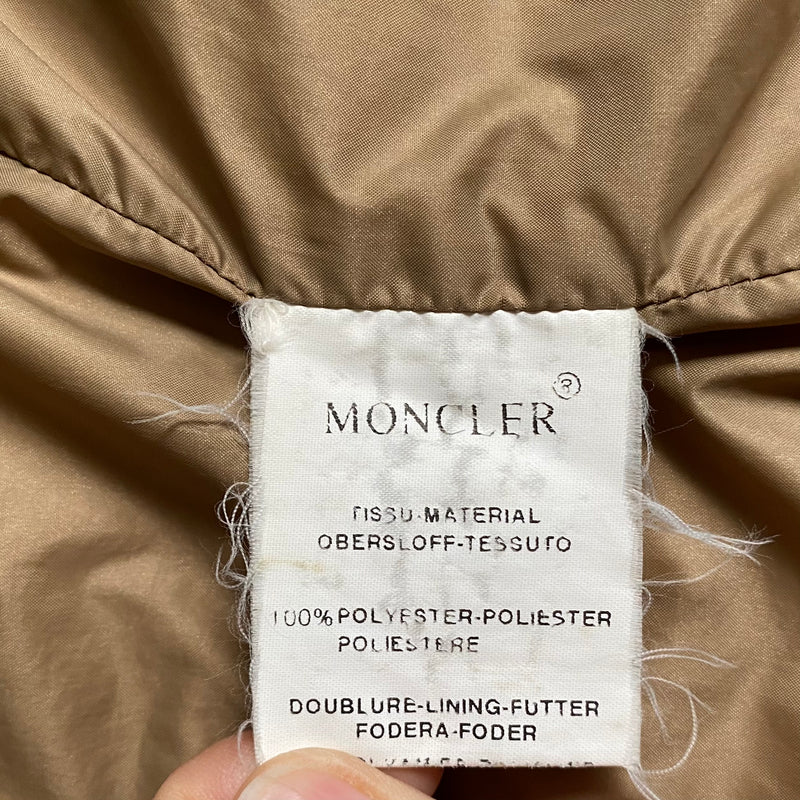 MONCLER®
TISSU-MATERIAL
OBERSLOFF-TESSUTO
100% POLYESTER-POLIESTER
POLIESTERE
DOUBLURE-LINING-FUTTER
FODERA-FODER